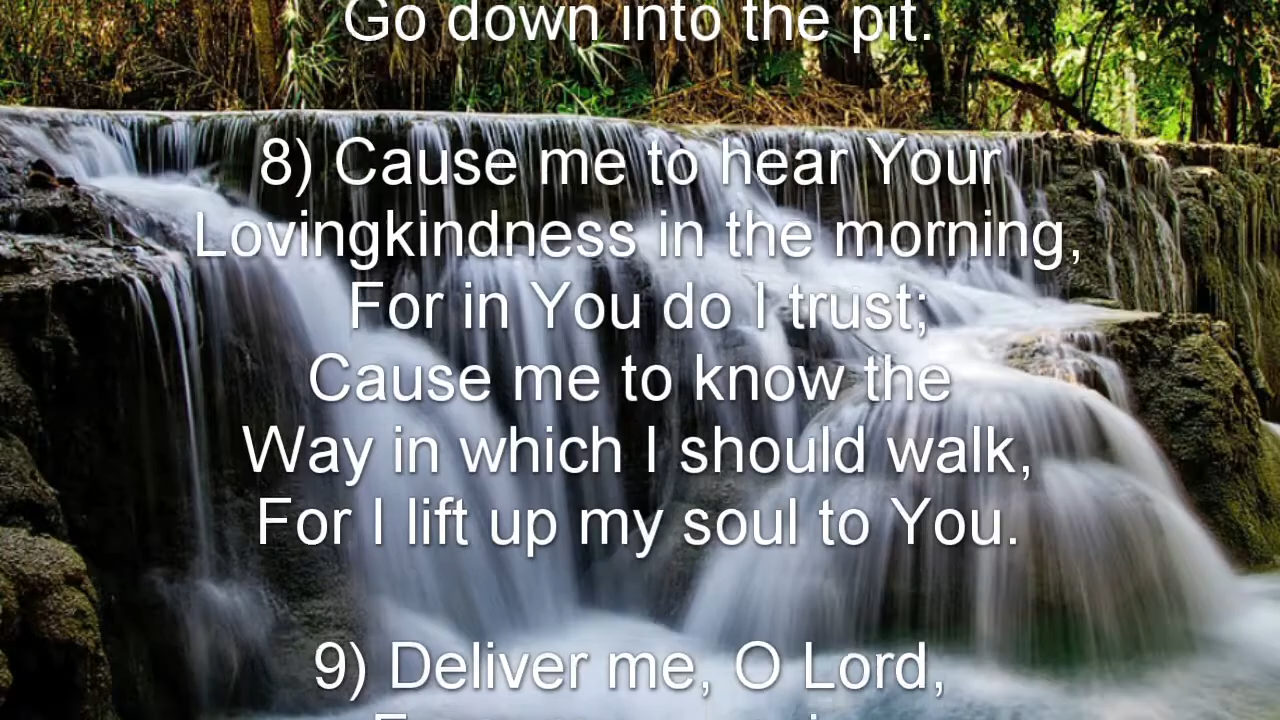 Go down into the pit.
8) Cause me to hear Your
Lovingkindness in the morning,
For in You do I trust;
Cause me to know the
Way in which I should walk,
For I lift up my soul to You.
9) Deliver me, O Lord,